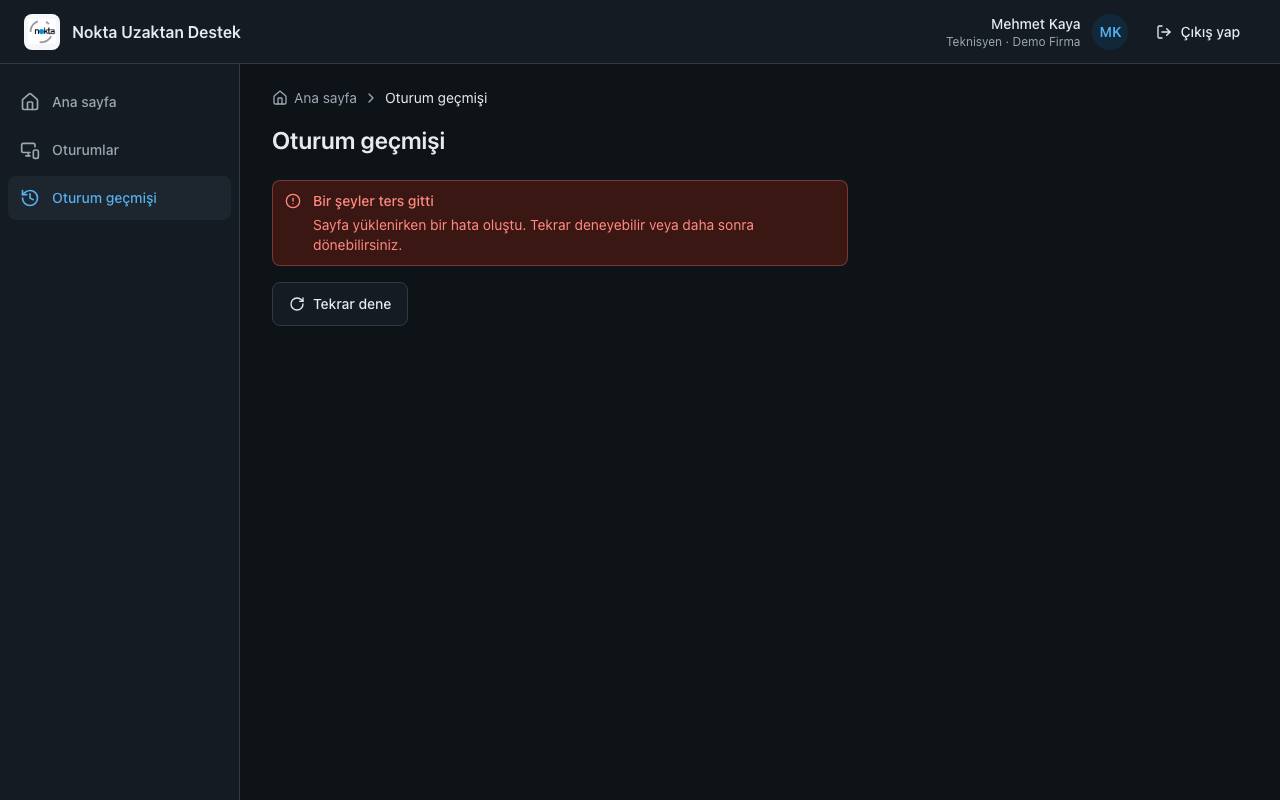 nokta
Nokta Uzaktan Destek
Mehmet Kaya
Teknisyen · Demo Firma
MK
Çıkış yap
Ana sayfa
Oturumlar
Oturum geçmişi
Ana sayfa
Oturum geçmişi
Oturum geçmişi
Bir şeyler ters gitti
Sayfa yüklenirken bir hata oluştu. Tekrar deneyebilir veya daha sonra
dönebilirsiniz.
Tekrar dene